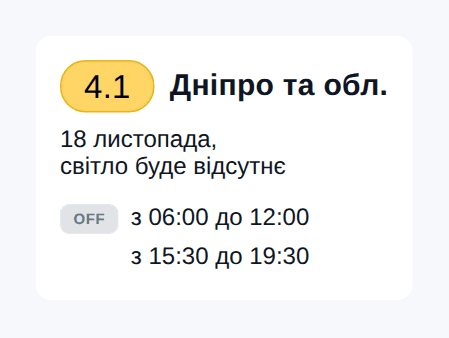 4.1 Дніпро та обл.
18 листопада,
світло буде відсутнє
OFF з 06:00 до 12:00
з 15:30 до 19:30